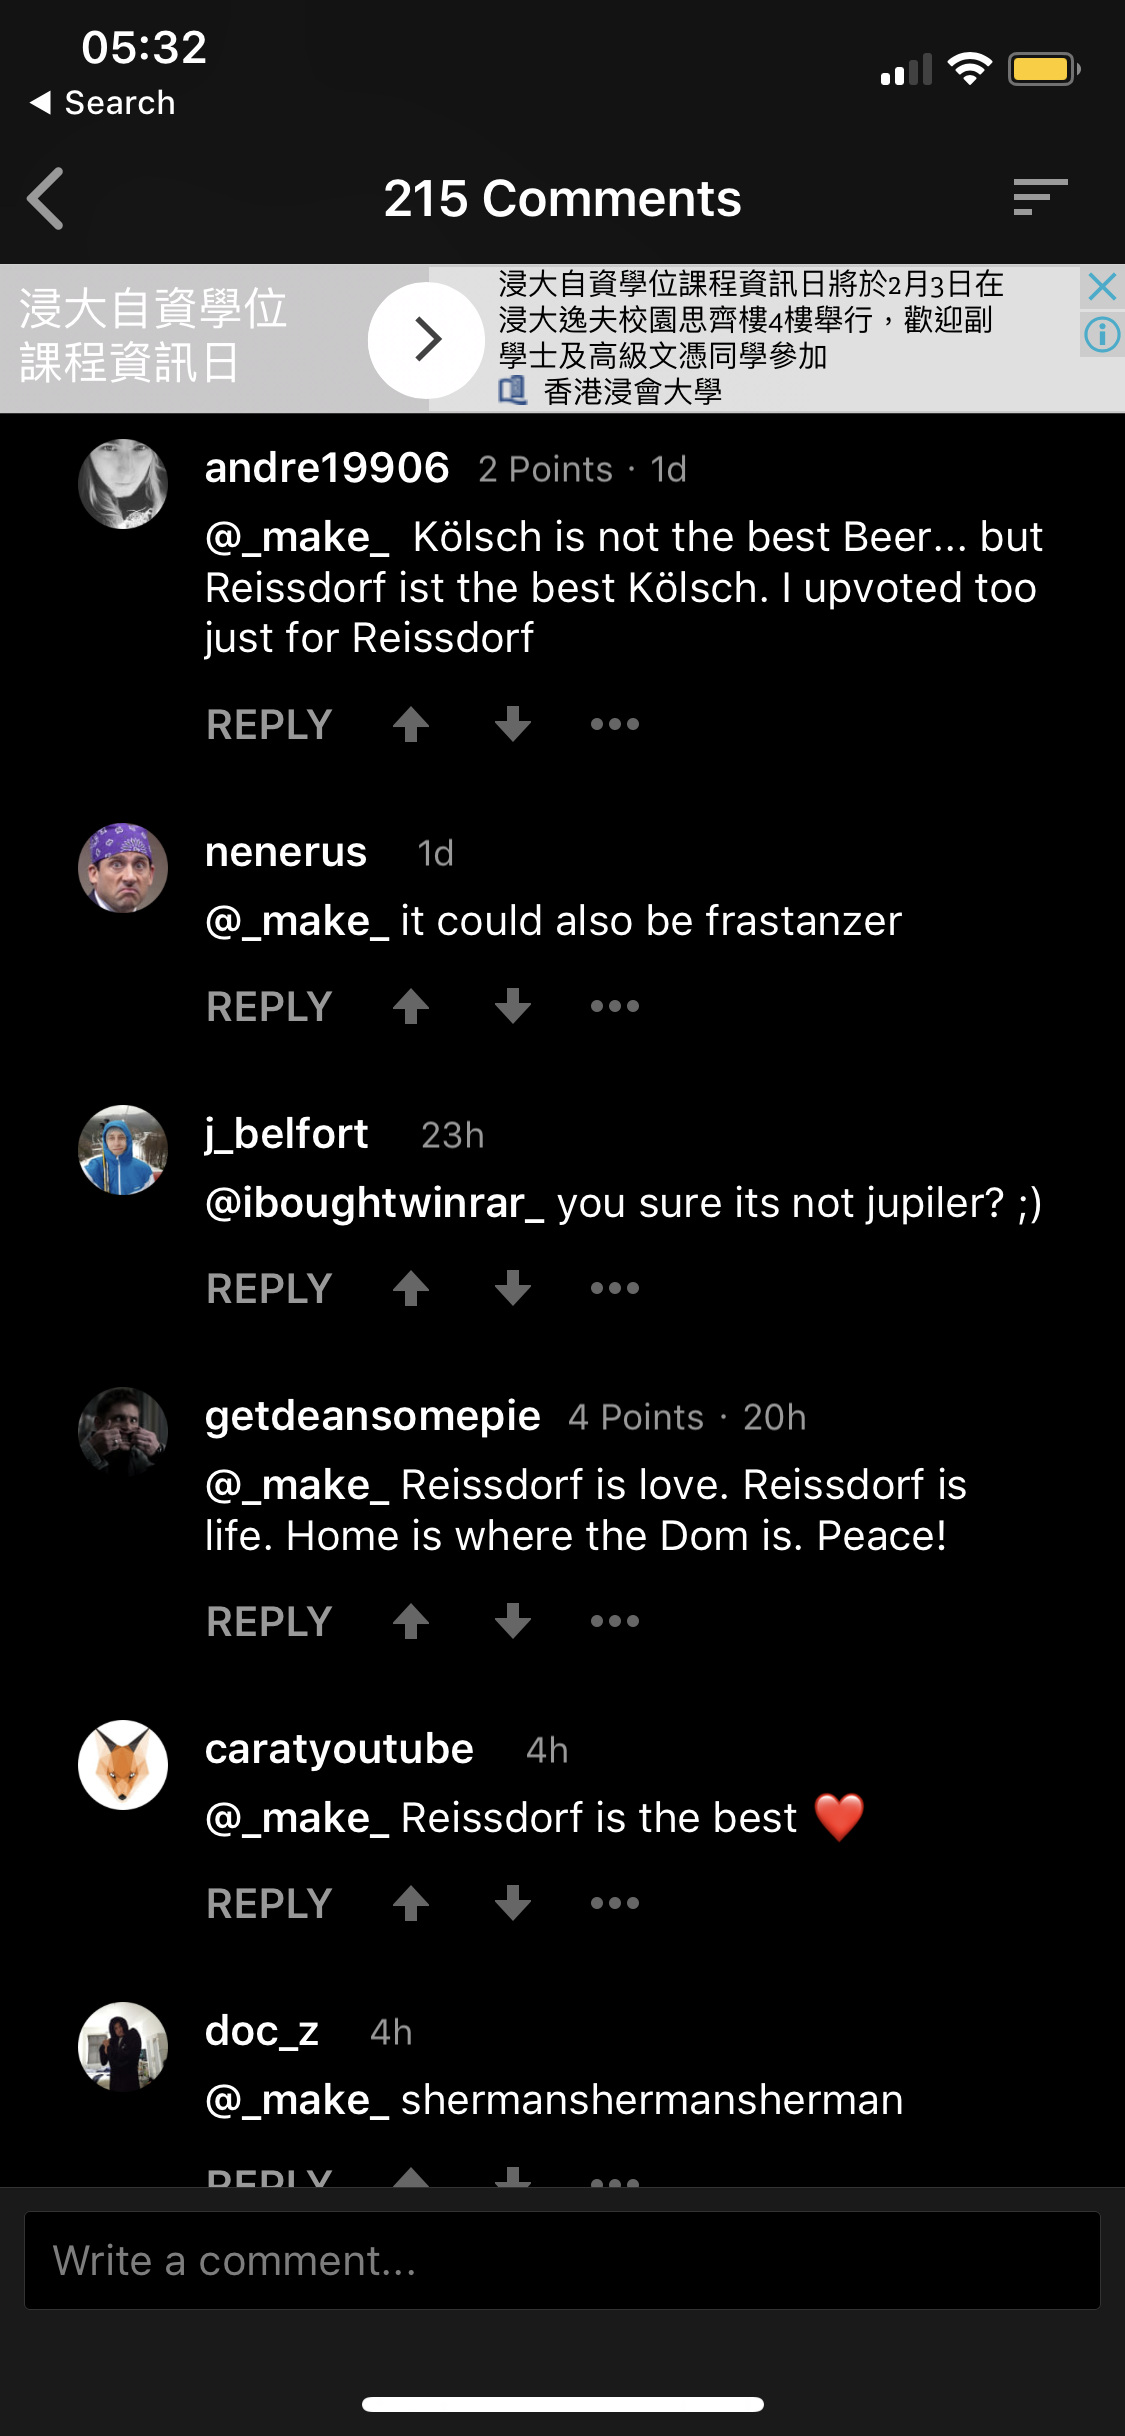 05:32
◀ Search
215 Comments
浸大自資學位
課程資訊日
浸大自資學位課程資訊日將於2月3日在
浸大逸夫校園思齊樓4樓舉行，歡迎副
學士及高級文憑同學參加
香港浸會大學
andre19906 2 Points · 1d
@_make_ Kölsch is not the best Beer... but
Reissdorf ist the best Kölsch. I upvoted too
just for Reissdorf
REPLY
nenerus 1d
@_make_ it could also be frastanzer
REPLY
j_belfort 23h
@iboughtwinrar_ you sure its not jupiler? ;)
REPLY
getdeansomepie 4 Points · 20h
@_make_ Reissdorf is love. Reissdorf is
life. Home is where the Dom is. Peace!
REPLY
caratyoutube 4h
@_make_ Reissdorf is the best ❤️
REPLY
doc_z 4h
@_make_ shermanshermansherman
REPLY
Write a comment...